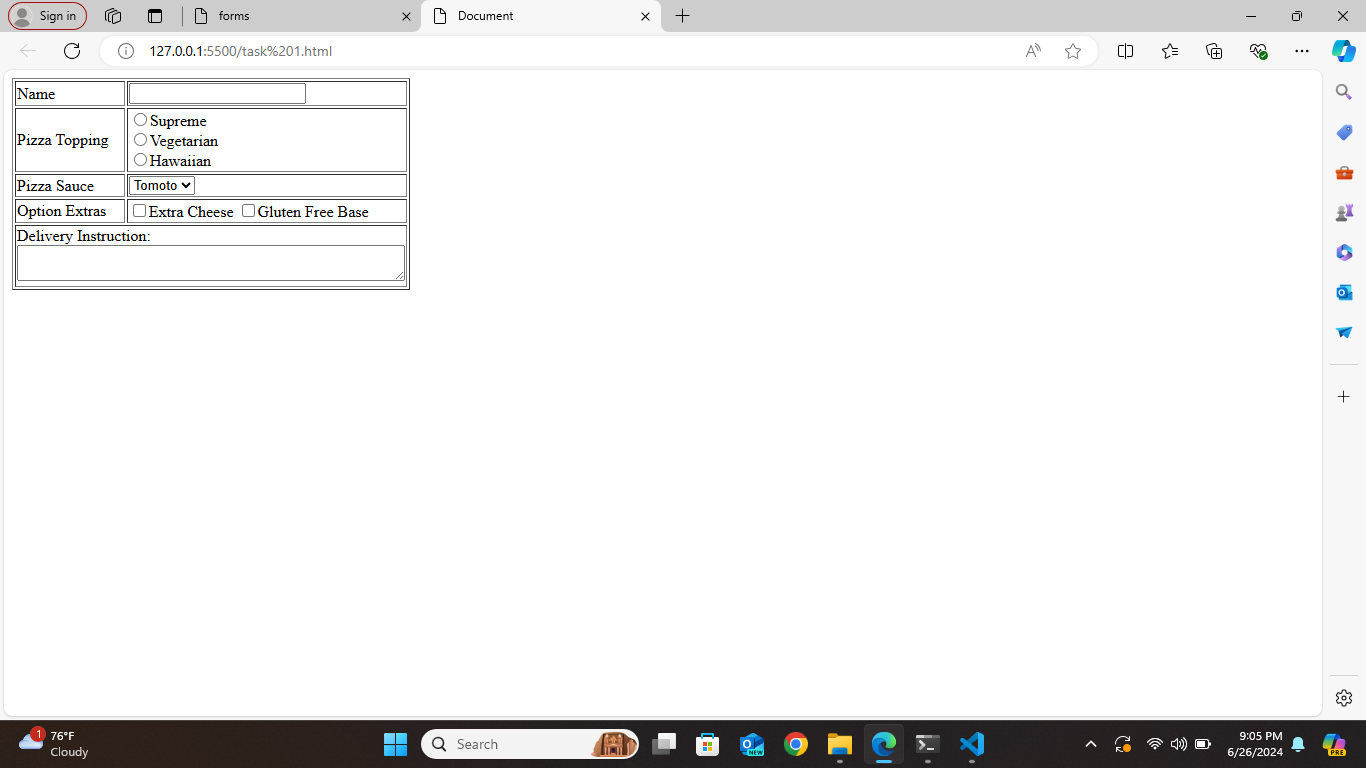 Sign in
forms
Document
127.0.0.1:5500/task%201.html
Name
Pizza Topping
Supreme
Vegetarian
Hawaiian
Pizza Sauce
Tomoto
Option Extras
Extra Cheese Gluten Free Base
Delivery Instruction:
1
76°F
Cloudy
Search
NEW
9:05 PM
6/26/2024
PRE